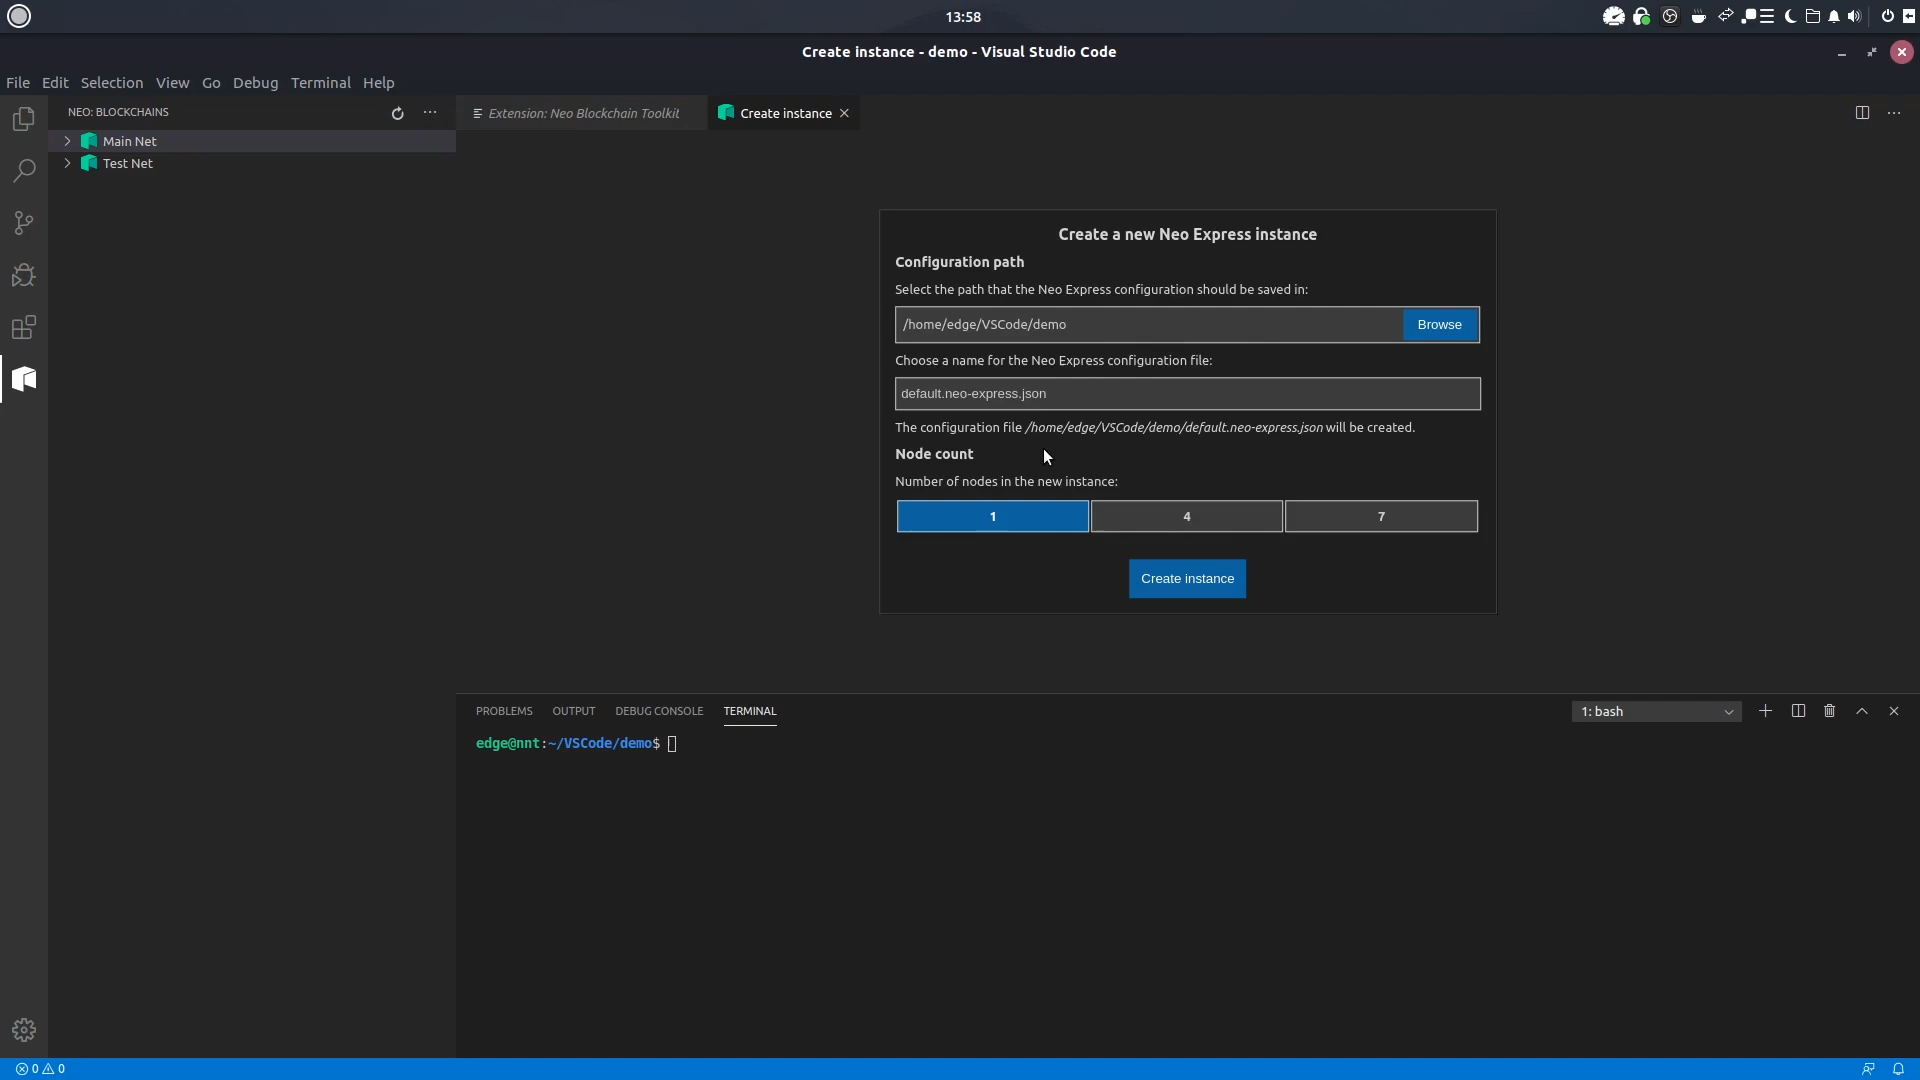 13:58
Create instance - demo - Visual Studio Code
File Edit Selection View Go Debug Terminal Help
NEO: BLOCKCHAINS
Main Net
Test Net
Extension: Neo Blockchain Toolkit
Create instance
Create a new Neo Express instance
Configuration path
Select the path that the Neo Express configuration should be saved in:
/home/edge/VSCode/demo
Browse
Choose a name for the Neo Express configuration file:
default.neo-express.json
The configuration file /home/edge/VSCode/demo/default.neo-express.json will be created.
Node count
Number of nodes in the new instance:
1 4 7
Create instance
PROBLEMS OUTPUT DEBUG CONSOLE TERMINAL
1: bash
edge@nnt:~/VSCode/demo$
0 0